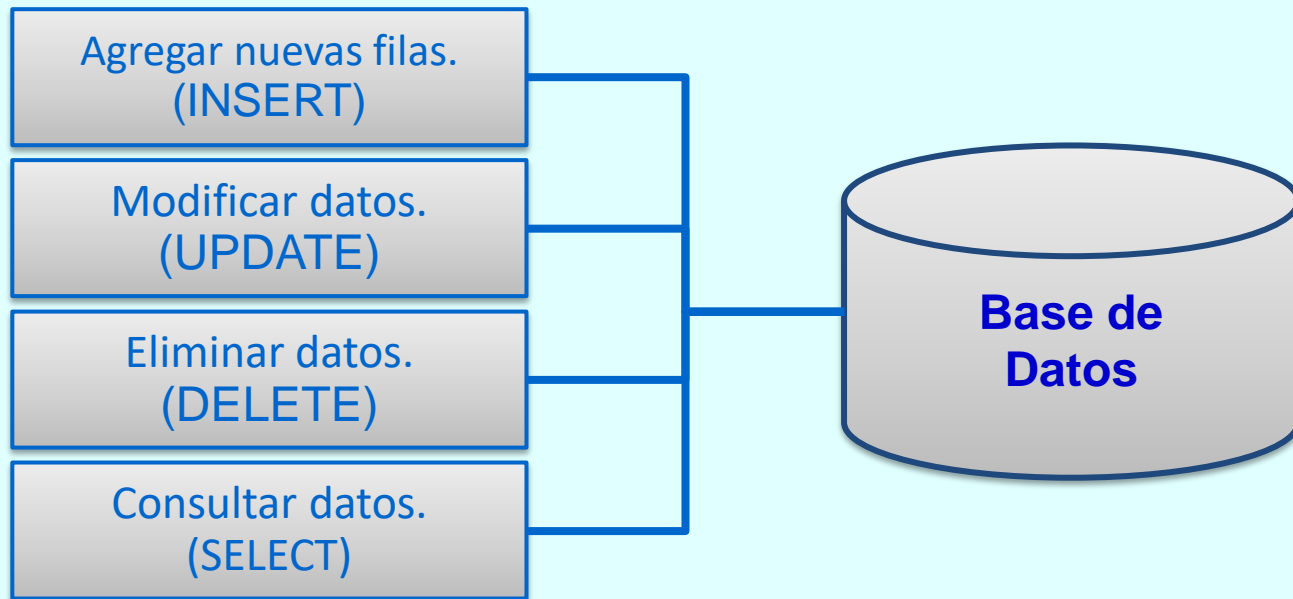 Agregar nuevas filas.
(INSERT)
Modificar datos.
(UPDATE)
Eliminar datos.
(DELETE)
Consultar datos.
(SELECT)
Base de
Datos